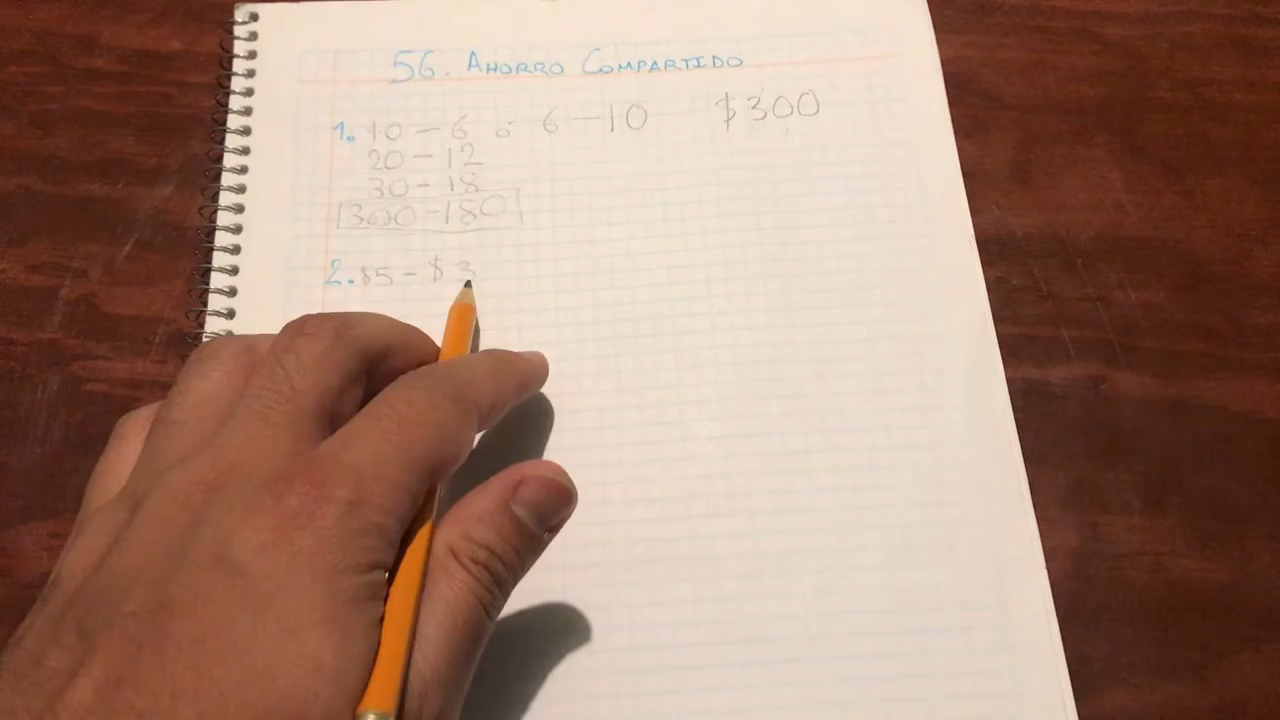 56. AHORRO COMPARTIDO
1. 10 - 6 ó 6 - 10 $300
20 - 12
30 - 18
300 - 180
2. $5 - $3